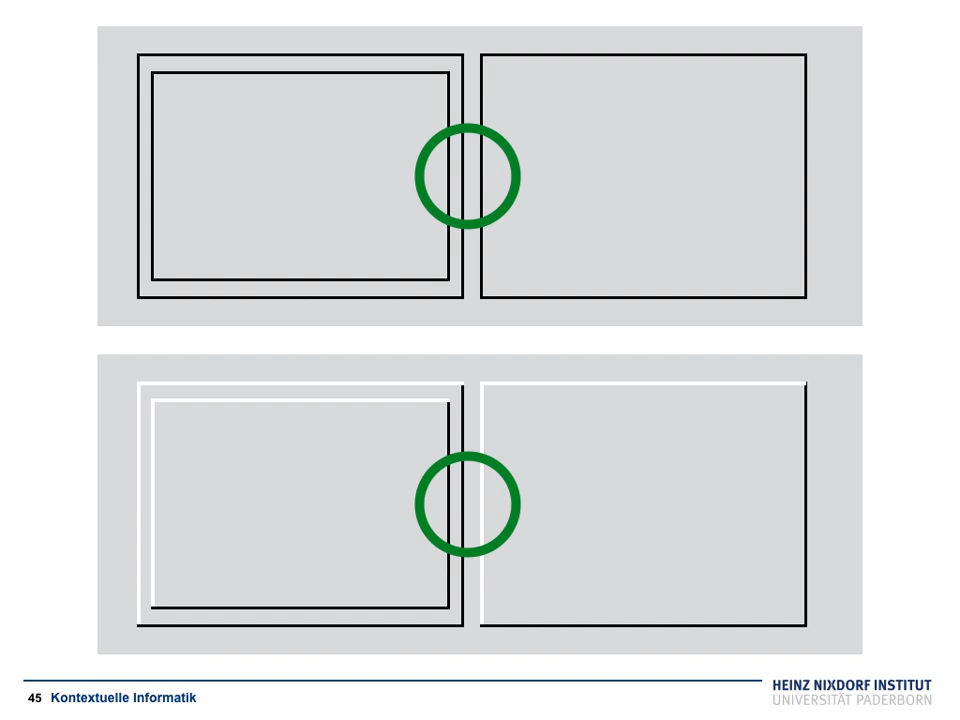 45 Kontextuelle Informatik
HEINZ NIXDORF INSTITUT
UNIVERSITÄT PADERBORN